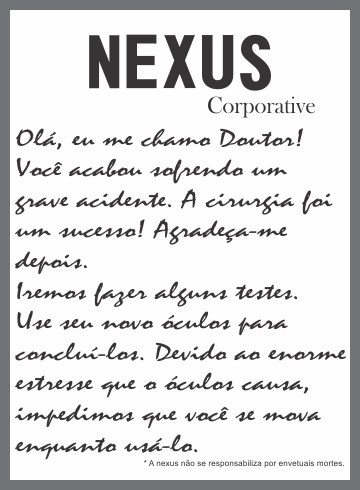 NEXUS
Corporative
Olá, eu me chamo Doutor!
Você acabou sofrendo um
grave acidente. A cirurgia foi
um sucesso! Agradeça-me
depois.
Iremos fazer alguns testes.
Use seu novo óculos para
concluí-los. Devido ao enorme
estresse que o óculos causa,
impedimos que você se mova
enquanto usá-lo.
* A nexus não se responsabiliza por envetuais mortes.